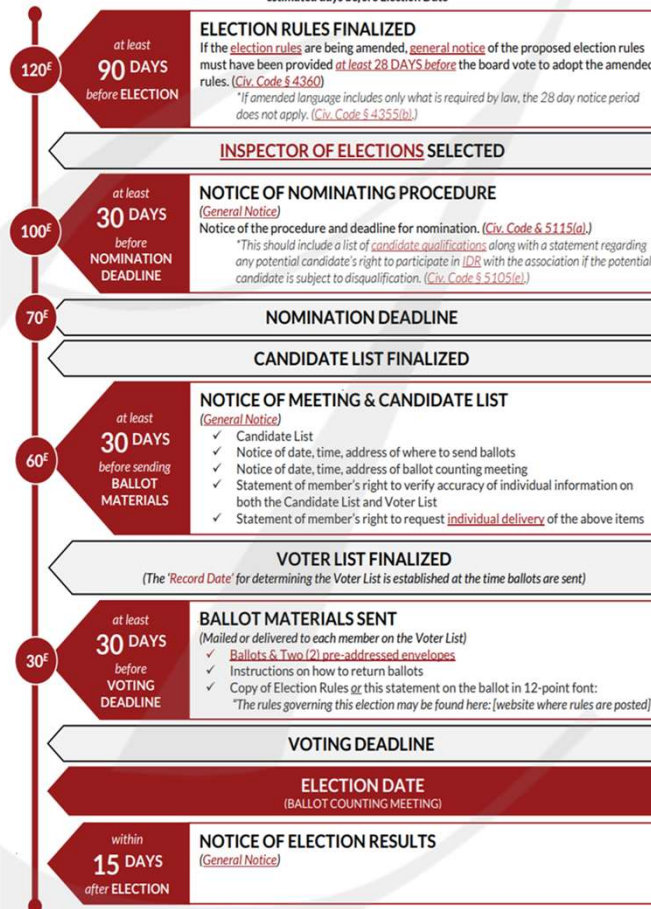 estimated days before Election Date
120E
at least
90 DAYS
before ELECTION
ELECTION RULES FINALIZED
If the election rules are being amended, general notice of the proposed election rules
must have been provided at least 28 DAYS before the board vote to adopt the amended
rules. (Civ. Code § 4360)
*If amended language includes only what is required by law, the 28 day notice period
does not apply. (Civ. Code § 4355(b).)
INSPECTOR OF ELECTIONS SELECTED
100E
at least
30 DAYS
before
NOMINATION
DEADLINE
NOTICE OF NOMINATING PROCEDURE
(General Notice)
Notice of the procedure and deadline for nomination. (Civ. Code & 5115(a).)
*This should include a list of candidate qualifications along with a statement regarding
any potential candidate's right to participate in IDR with the association if the potential
candidate is subject to disqualification. (Civ. Code § 5105(e).)
70E
NOMINATION DEADLINE
CANDIDATE LIST FINALIZED
60E
at least
30 DAYS
before sending
BALLOT
MATERIALS
NOTICE OF MEETING & CANDIDATE LIST
(General Notice)
✓ Candidate List
✓ Notice of date, time, address of where to send ballots
✓ Notice of date, time, address of ballot counting meeting
✓ Statement of member's right to verify accuracy of individual information on
both the Candidate List and Voter List
✓ Statement of member's right to request individual delivery of the above items
VOTER LIST FINALIZED
(The 'Record Date' for determining the Voter List is established at the time ballots are sent)
30E
at least
30 DAYS
before
VOTING
DEADLINE
BALLOT MATERIALS SENT
(Mailed or delivered to each member on the Voter List)
✓ Ballots & Two (2) pre-addressed envelopes
✓ Instructions on how to return ballots
✓ Copy of Election Rules or this statement on the ballot in 12-point font:
"The rules governing this election may be found here: [website where rules are posted]
VOTING DEADLINE
ELECTION DATE
(BALLOT COUNTING MEETING)
within
15 DAYS
after ELECTION
NOTICE OF ELECTION RESULTS
(General Notice)